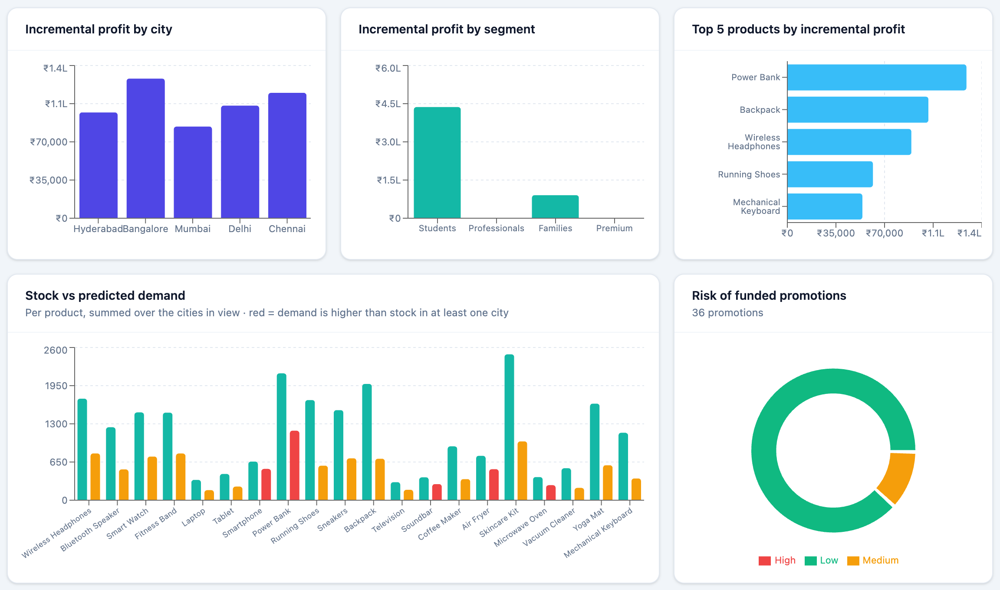 Incremental profit by city
₹1.4L
₹1.1L
₹70,000
₹35,000
₹0
Hyderabad
Bangalore
Mumbai
Delhi
Chennai
Incremental profit by segment
₹6.0L
₹4.5L
₹3.0L
₹1.5L
₹0
Students
Professionals
Families
Premium
Top 5 products by incremental profit
Power Bank
Backpack
Wireless
Headphones
Running Shoes
Mechanical
Keyboard
₹0
₹35,000
₹70,000
₹1.1L
₹1.4L
Stock vs predicted demand
Per product, summed over the cities in view · red = demand is higher than stock in at least one city
2600
1950
1300
650
0
Wireless Headphones
Bluetooth Speaker
Smart Watch
Fitness Band
Laptop
Tablet
Smartphone
Power Bank
Running Shoes
Sneakers
Backpack
Television
Soundbar
Coffee Maker
Air Fryer
Skincare Kit
Microwave Oven
Vacuum Cleaner
Yoga Mat
Mechanical Keyboard
Risk of funded promotions
36 promotions
High
Low
Medium